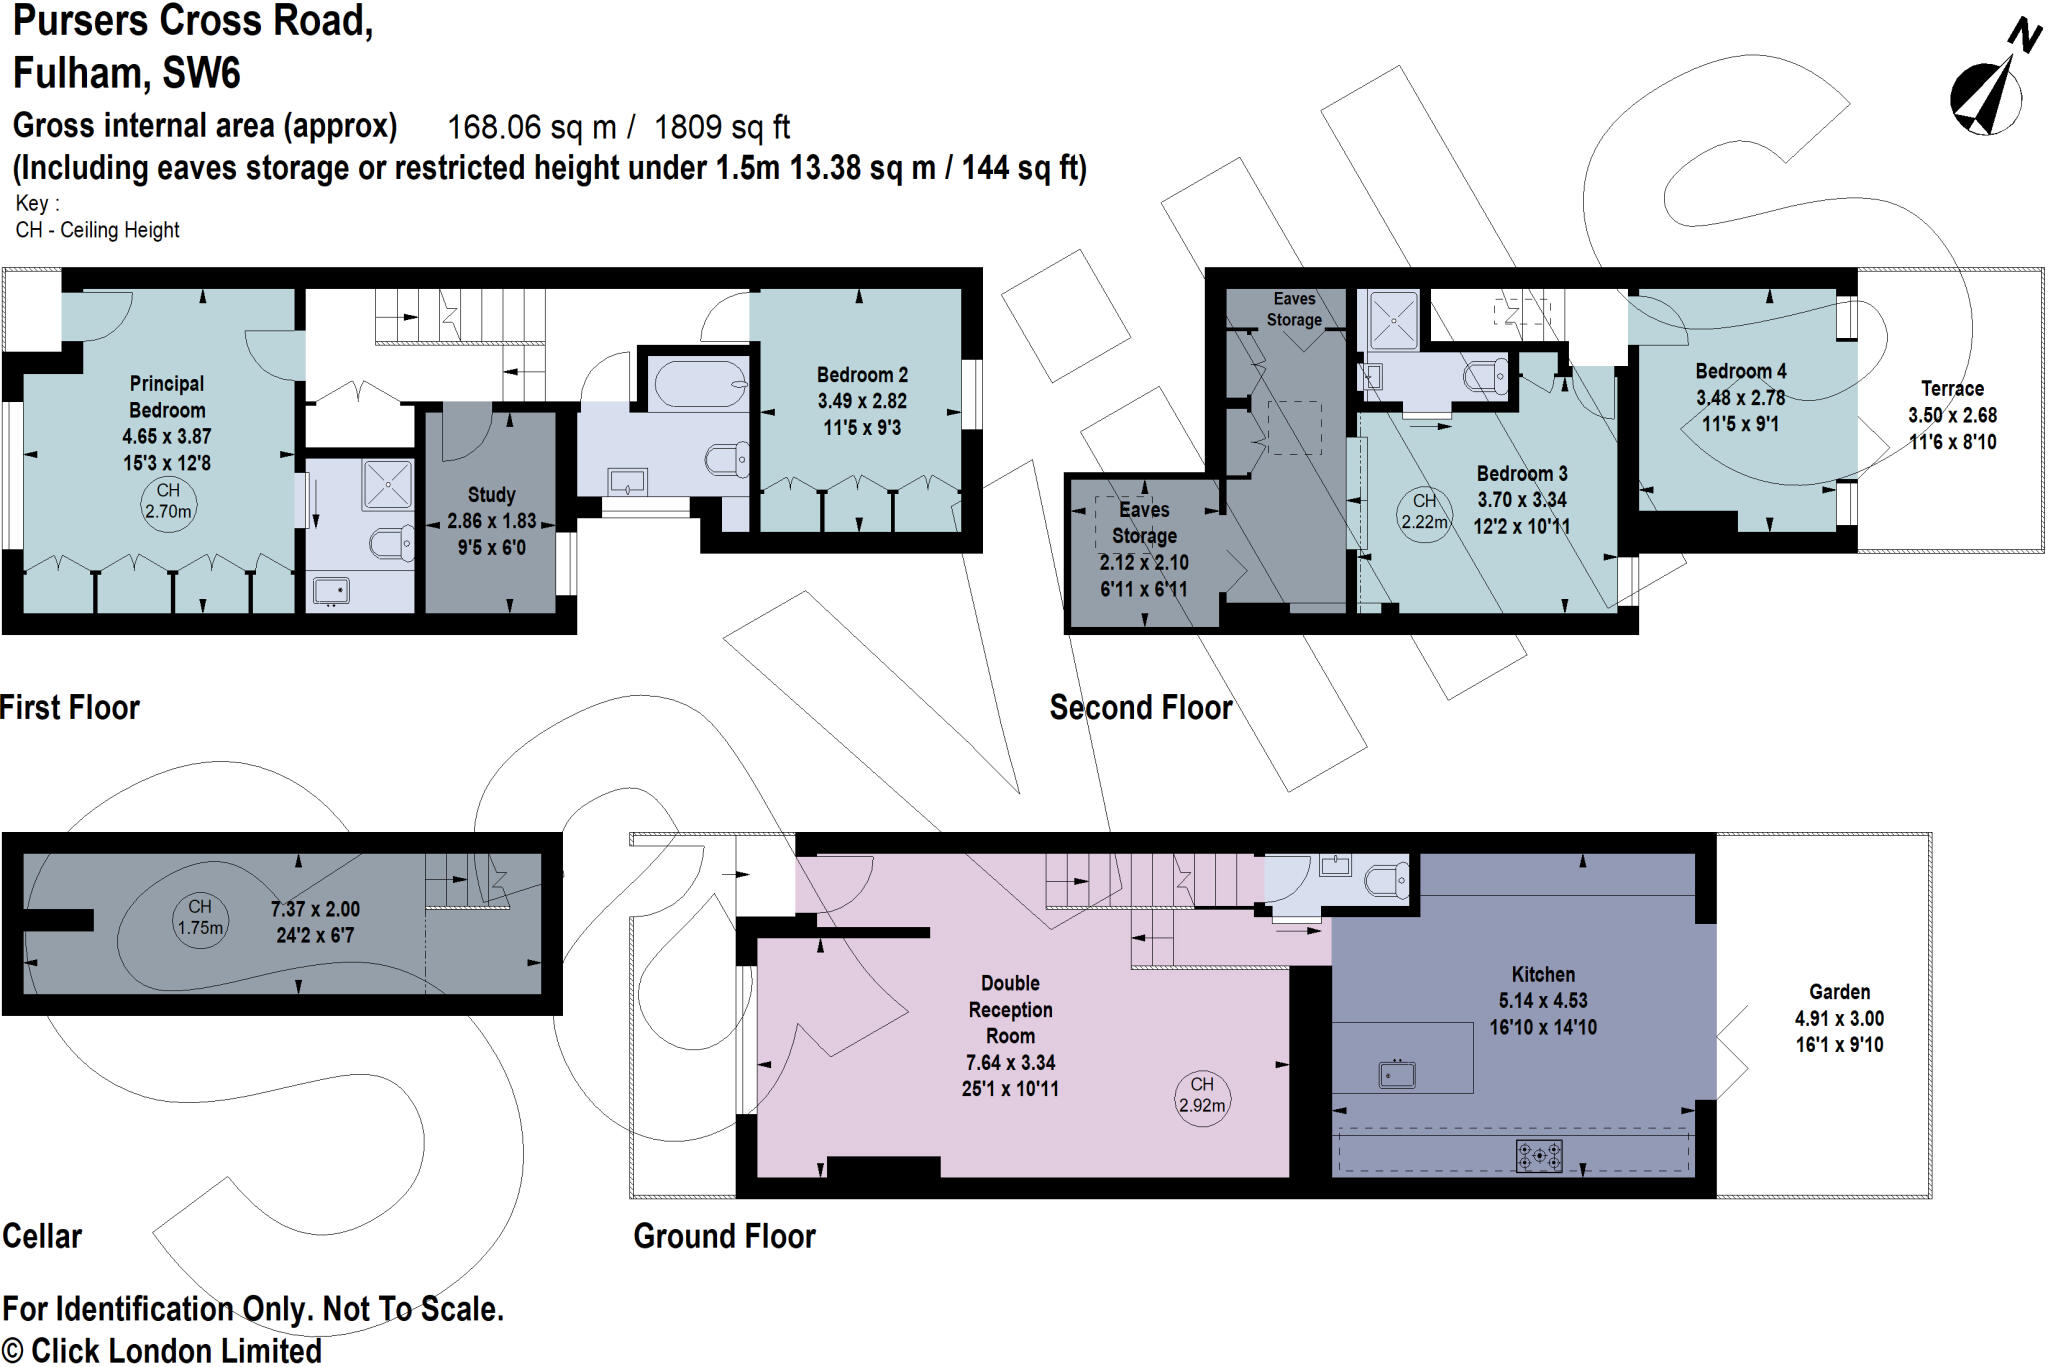 Pursers Cross Road,
Fulham, SW6
Gross internal area (approx) 168.06 sq m / 1809 sq ft
(Including eaves storage or restricted height under 1.5m 13.38 sq m / 144 sq ft)
Key :
CH - Ceiling Height
N
Principal
Bedroom
4.65 x 3.87
15'3 x 12'8
CH
2.70m
Study
2.86 x 1.83
9'5 x 6'0
Bedroom 2
3.49 x 2.82
11'5 x 9'3
First Floor
Eaves
Storage
Eaves
Storage
2.12 x 2.10
6'11 x 6'11
CH
2.22m
Bedroom 3
3.70 x 3.34
12'2 x 10'11
Bedroom 4
3.48 x 2.78
11'5 x 9'1
Terrace
3.50 x 2.68
11'6 x 8'10
Second Floor
CH
1.75m
7.37 x 2.00
24'2 x 6'7
Cellar
Double
Reception
Room
7.64 x 3.34
25'1 x 10'11
CH
2.92m
Kitchen
5.14 x 4.53
16'10 x 14'10
Garden
4.91 x 3.00
16'1 x 9'10
Ground Floor
For Identification Only. Not To Scale.
© Click London Limited
Savills